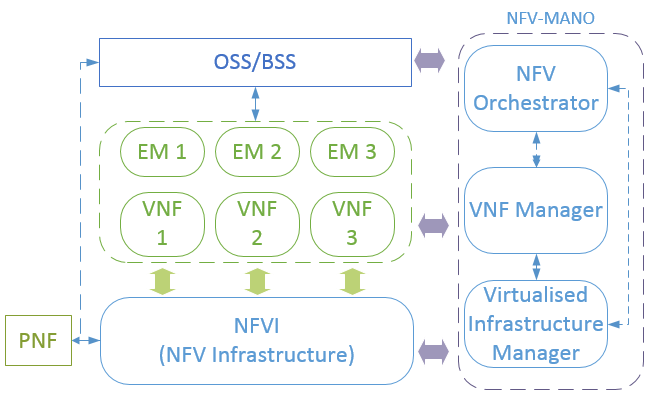 NFV-MANO
OSS/BSS
NFV
Orchestrator
EM 1
EM 2
EM 3
VNF
1
VNF
2
VNF
3
VNF Manager
Virtualised
Infrastructure
Manager
PNF
NFVI
(NFV Infrastructure)